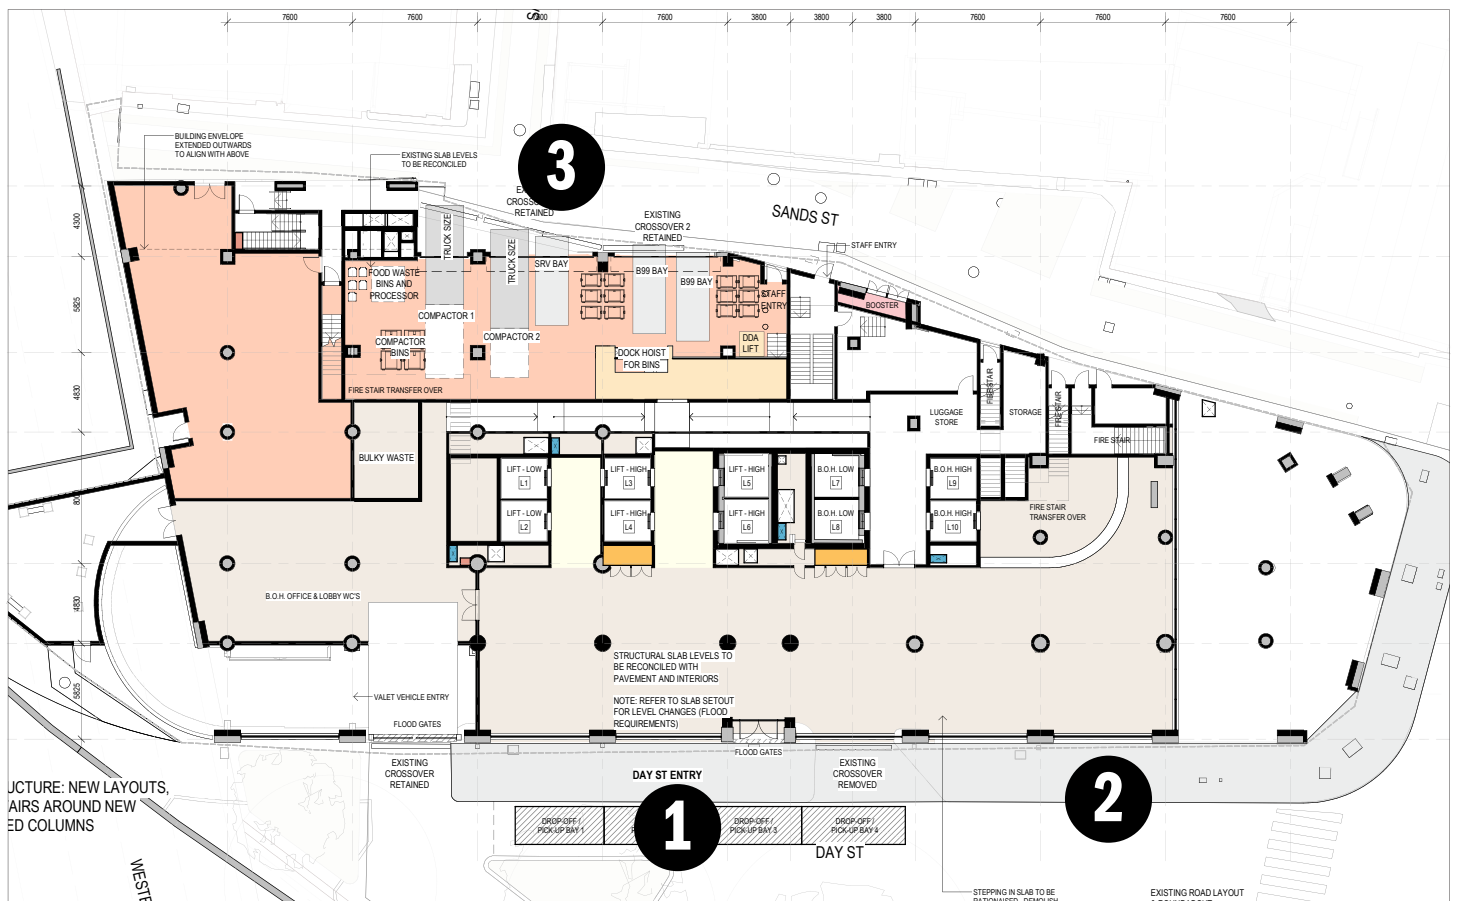 7600
7600
7600
3800
3800
3800
7600
7600
7600
3
BUILDING ENVELOPE
EXTENDED OUTWARDS
TO ALIGN WITH ABOVE
EXISTING SLAB LEVELS
TO BE RECONCILED
RETAINED
EXISTING
CROSSOVER 2
RETAINED
SANDS ST
STAFF ENTRY
4300
5825
4830
4830
5825
TRUCK SIZE
TRUCK SIZE
SRV BAY
B99 BAY
B99 BAY
FOOD WASTE
BINS AND
PROCESSOR
STAFF
ENTRY
BOOSTER
COMPACTOR 1
COMPACTOR 2
COMPACTOR
BINS
DDA
LIFT
DOCK HOIST
FOR BINS
FIRE STAIR TRANSFER OVER
FIRE STAIR
LUGGAGE
STORE
STORAGE
FIRE STAIR
FIRE STAIR
BULKY WASTE
LIFT - LOW
L1
LIFT - HIGH
L3
LIFT - HIGH
L5
B.O.H. LOW
L7
B.O.H. HIGH
L9
LIFT - LOW
L2
LIFT - HIGH
L4
LIFT - HIGH
L6
B.O.H. LOW
L8
B.O.H. HIGH
L10
FIRE STAIR
TRANSFER OVER
B.O.H. OFFICE & LOBBY WC'S
STRUCTURAL SLAB LEVELS TO
BE RECONCILED WITH
PAVEMENT AND INTERIORS
NOTE: REFER TO SLAB SETOUT
FOR LEVEL CHANGES (FLOOD
REQUIREMENTS)
VALET VEHICLE ENTRY
FLOOD GATES
FLOOD GATES
EXISTING
CROSSOVER
RETAINED
DAY ST ENTRY
EXISTING
CROSSOVER
REMOVED
UCTURE: NEW LAYOUTS,
AIRS AROUND NEW
ED COLUMNS
1
2
DROP-OFF /
PICK-UP BAY 1
DROP-OFF /
PICK-UP BAY 3
DROP-OFF /
PICK-UP BAY 4
DAY ST
WESTE
STEPPING IN SLAB TO BE
EXISTING ROAD LAYOUT